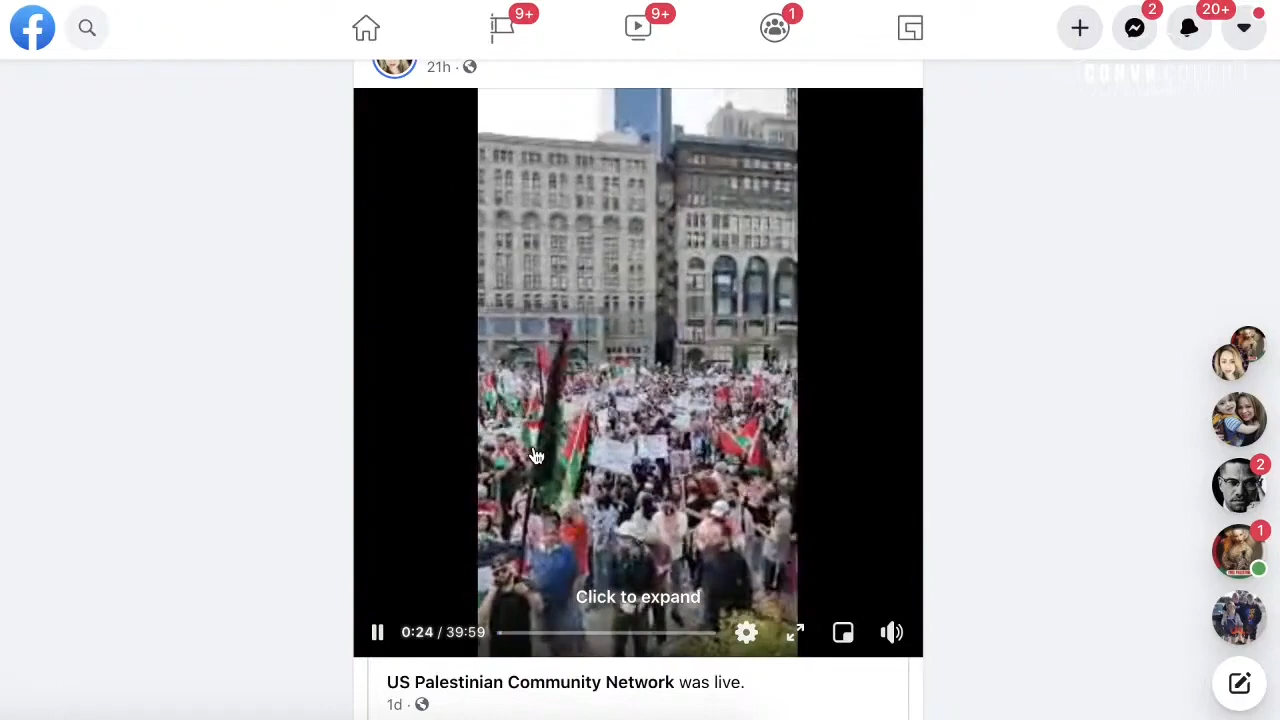 9+
9+
1
2
20+
21h
Click to expand
0:24 / 39:59
US Palestinian Community Network was live.
1d
2
1